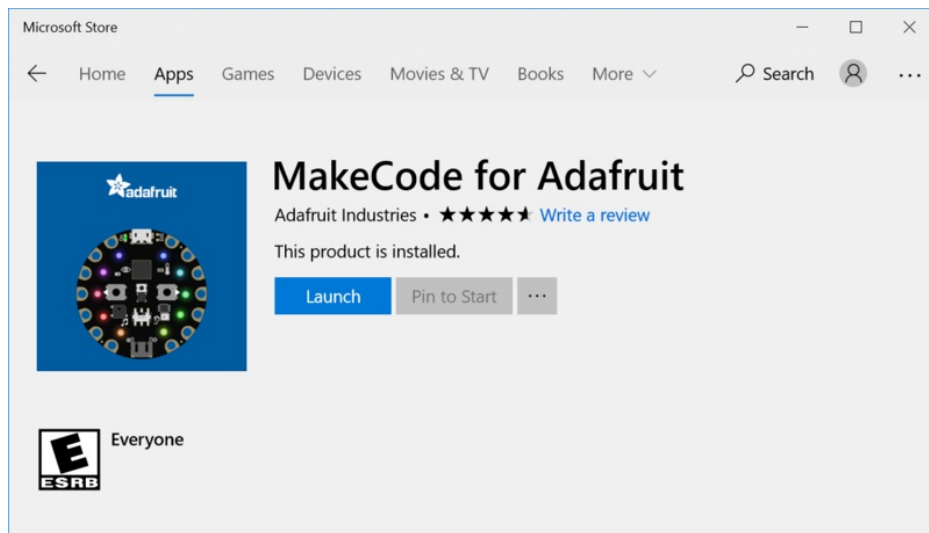 Microsoft Store
Home Apps Games Devices Movies & TV Books More Search
adafruit
MakeCode for Adafruit
Adafruit Industries • ★★★★★ Write a review
This product is installed.
Launch Pin to Start ...
E
Everyone
ESRB